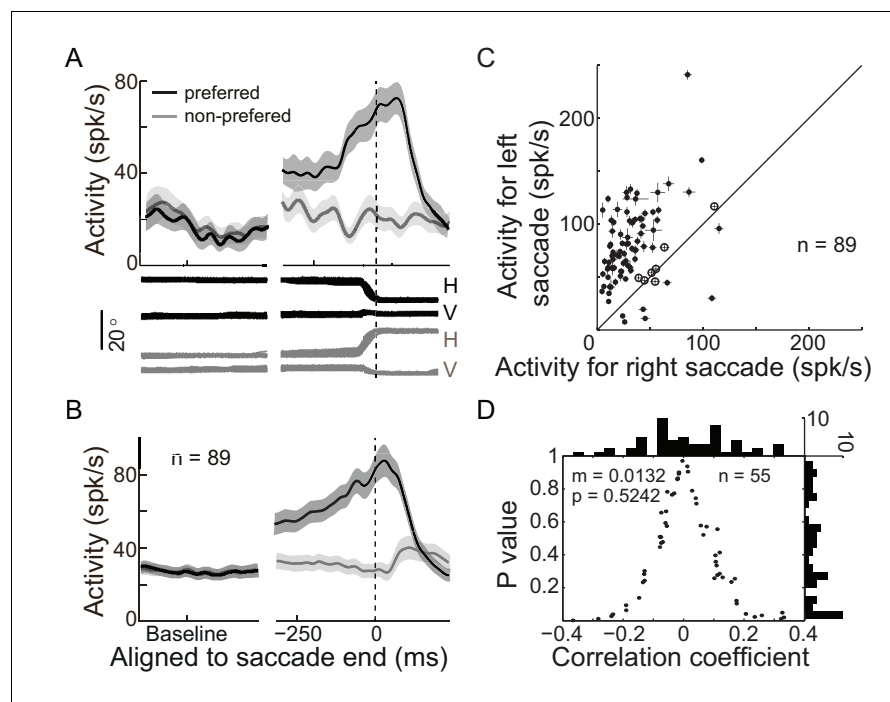 A
Activity (spk/s)
80
40
0
preferred
non-prefered
H
V
H
V
20°
B
Activity (spk/s)
80
40
0
n = 89
Baseline
−250
0
Aligned to saccade end (ms)
C
Activity for left
saccade (spk/s)
200
100
0
100
200
n = 89
Activity for right saccade (spk/s)
D
P value
1
0.8
0.6
0.4
0.2
m = 0.0132
p = 0.5242
n = 55
10
10
−0.4
−0.2
0
0.2
0.4
Correlation coefficient